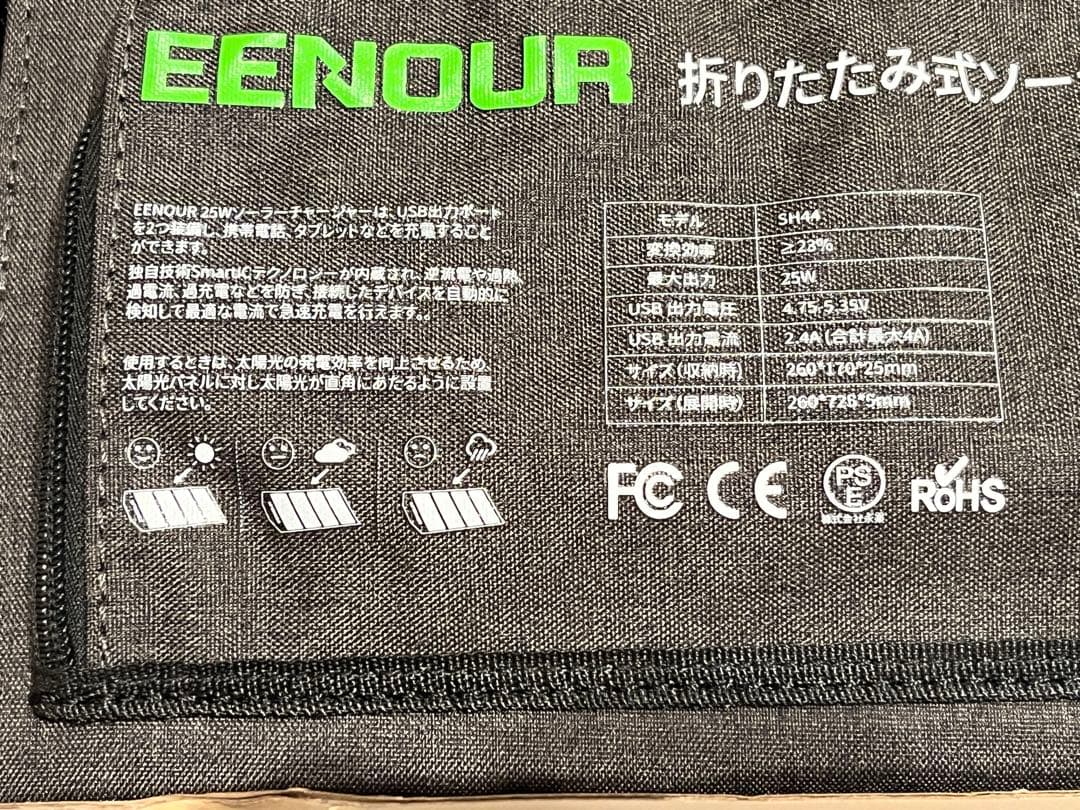 EENOUR 折りたたみ式ソー
EENOUR 25Wソーラーチャージャーは、USB出力ポート
を2つ装備し、携帯電話、タブレットなどを充電すること
ができます。
独自技術SmartICテクノロジーが内蔵され、逆流電や過熱、
過電流、過充電などを防ぎ、接続したデバイスを自動的に
検知して最適な電流で急速充電を行えます。。
使用するときは、太陽光の発電効率を向上させるため、
太陽光パネルに対し太陽光が直角にあたるように設置
してください。
モデル SH44
変換効率 ≥23%
最大出力 25W
USB 出力電圧 4.75-5.35V
USB 出力電流 2.4A(合計最大4A)
サイズ(収納時) 260*170*25mm
サイズ(展開時) 260*728*5mm
FC CE PSE RoHS
株式会社永泰